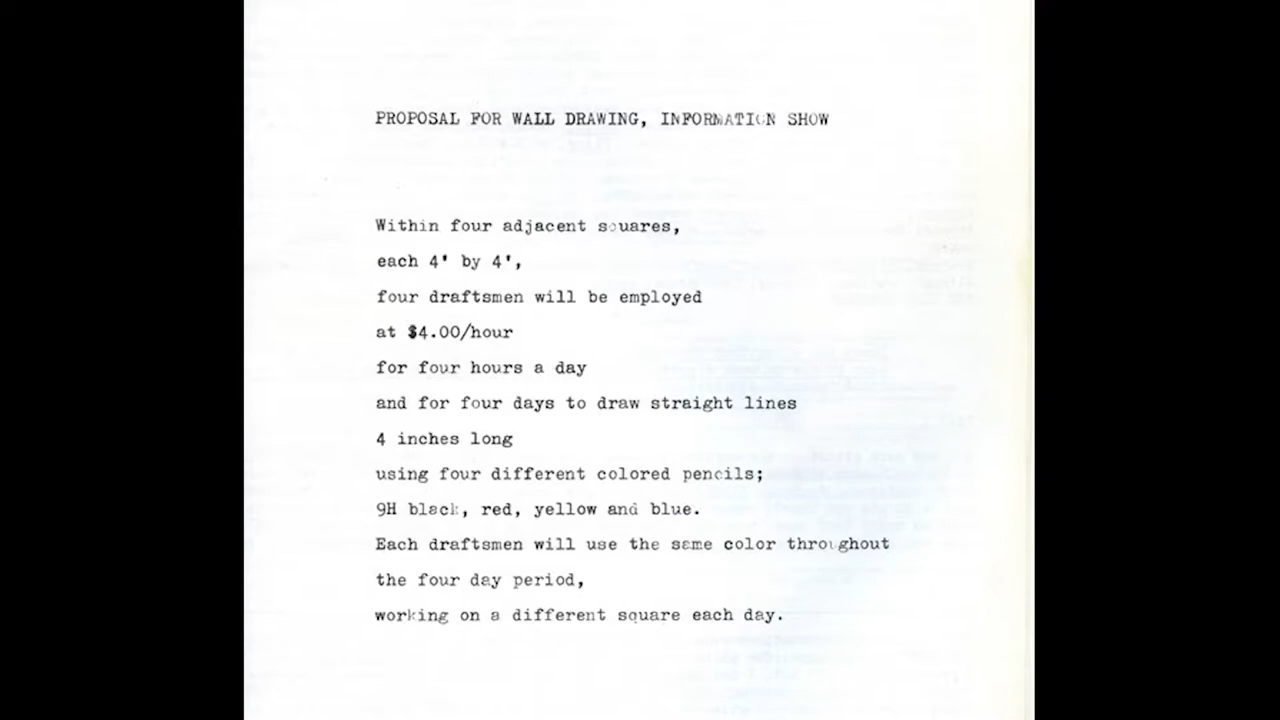 PROPOSAL FOR WALL DRAWING, INFORMATION SHOW
Within four adjacent squares,
each 4' by 4',
four draftsmen will be employed
at $4.00/hour
for four hours a day
and for four days to draw straight lines
4 inches long
using four different colored pencils;
9H black, red, yellow and blue.
Each draftsmen will use the same color throughout
the four day period,
working on a different square each day.